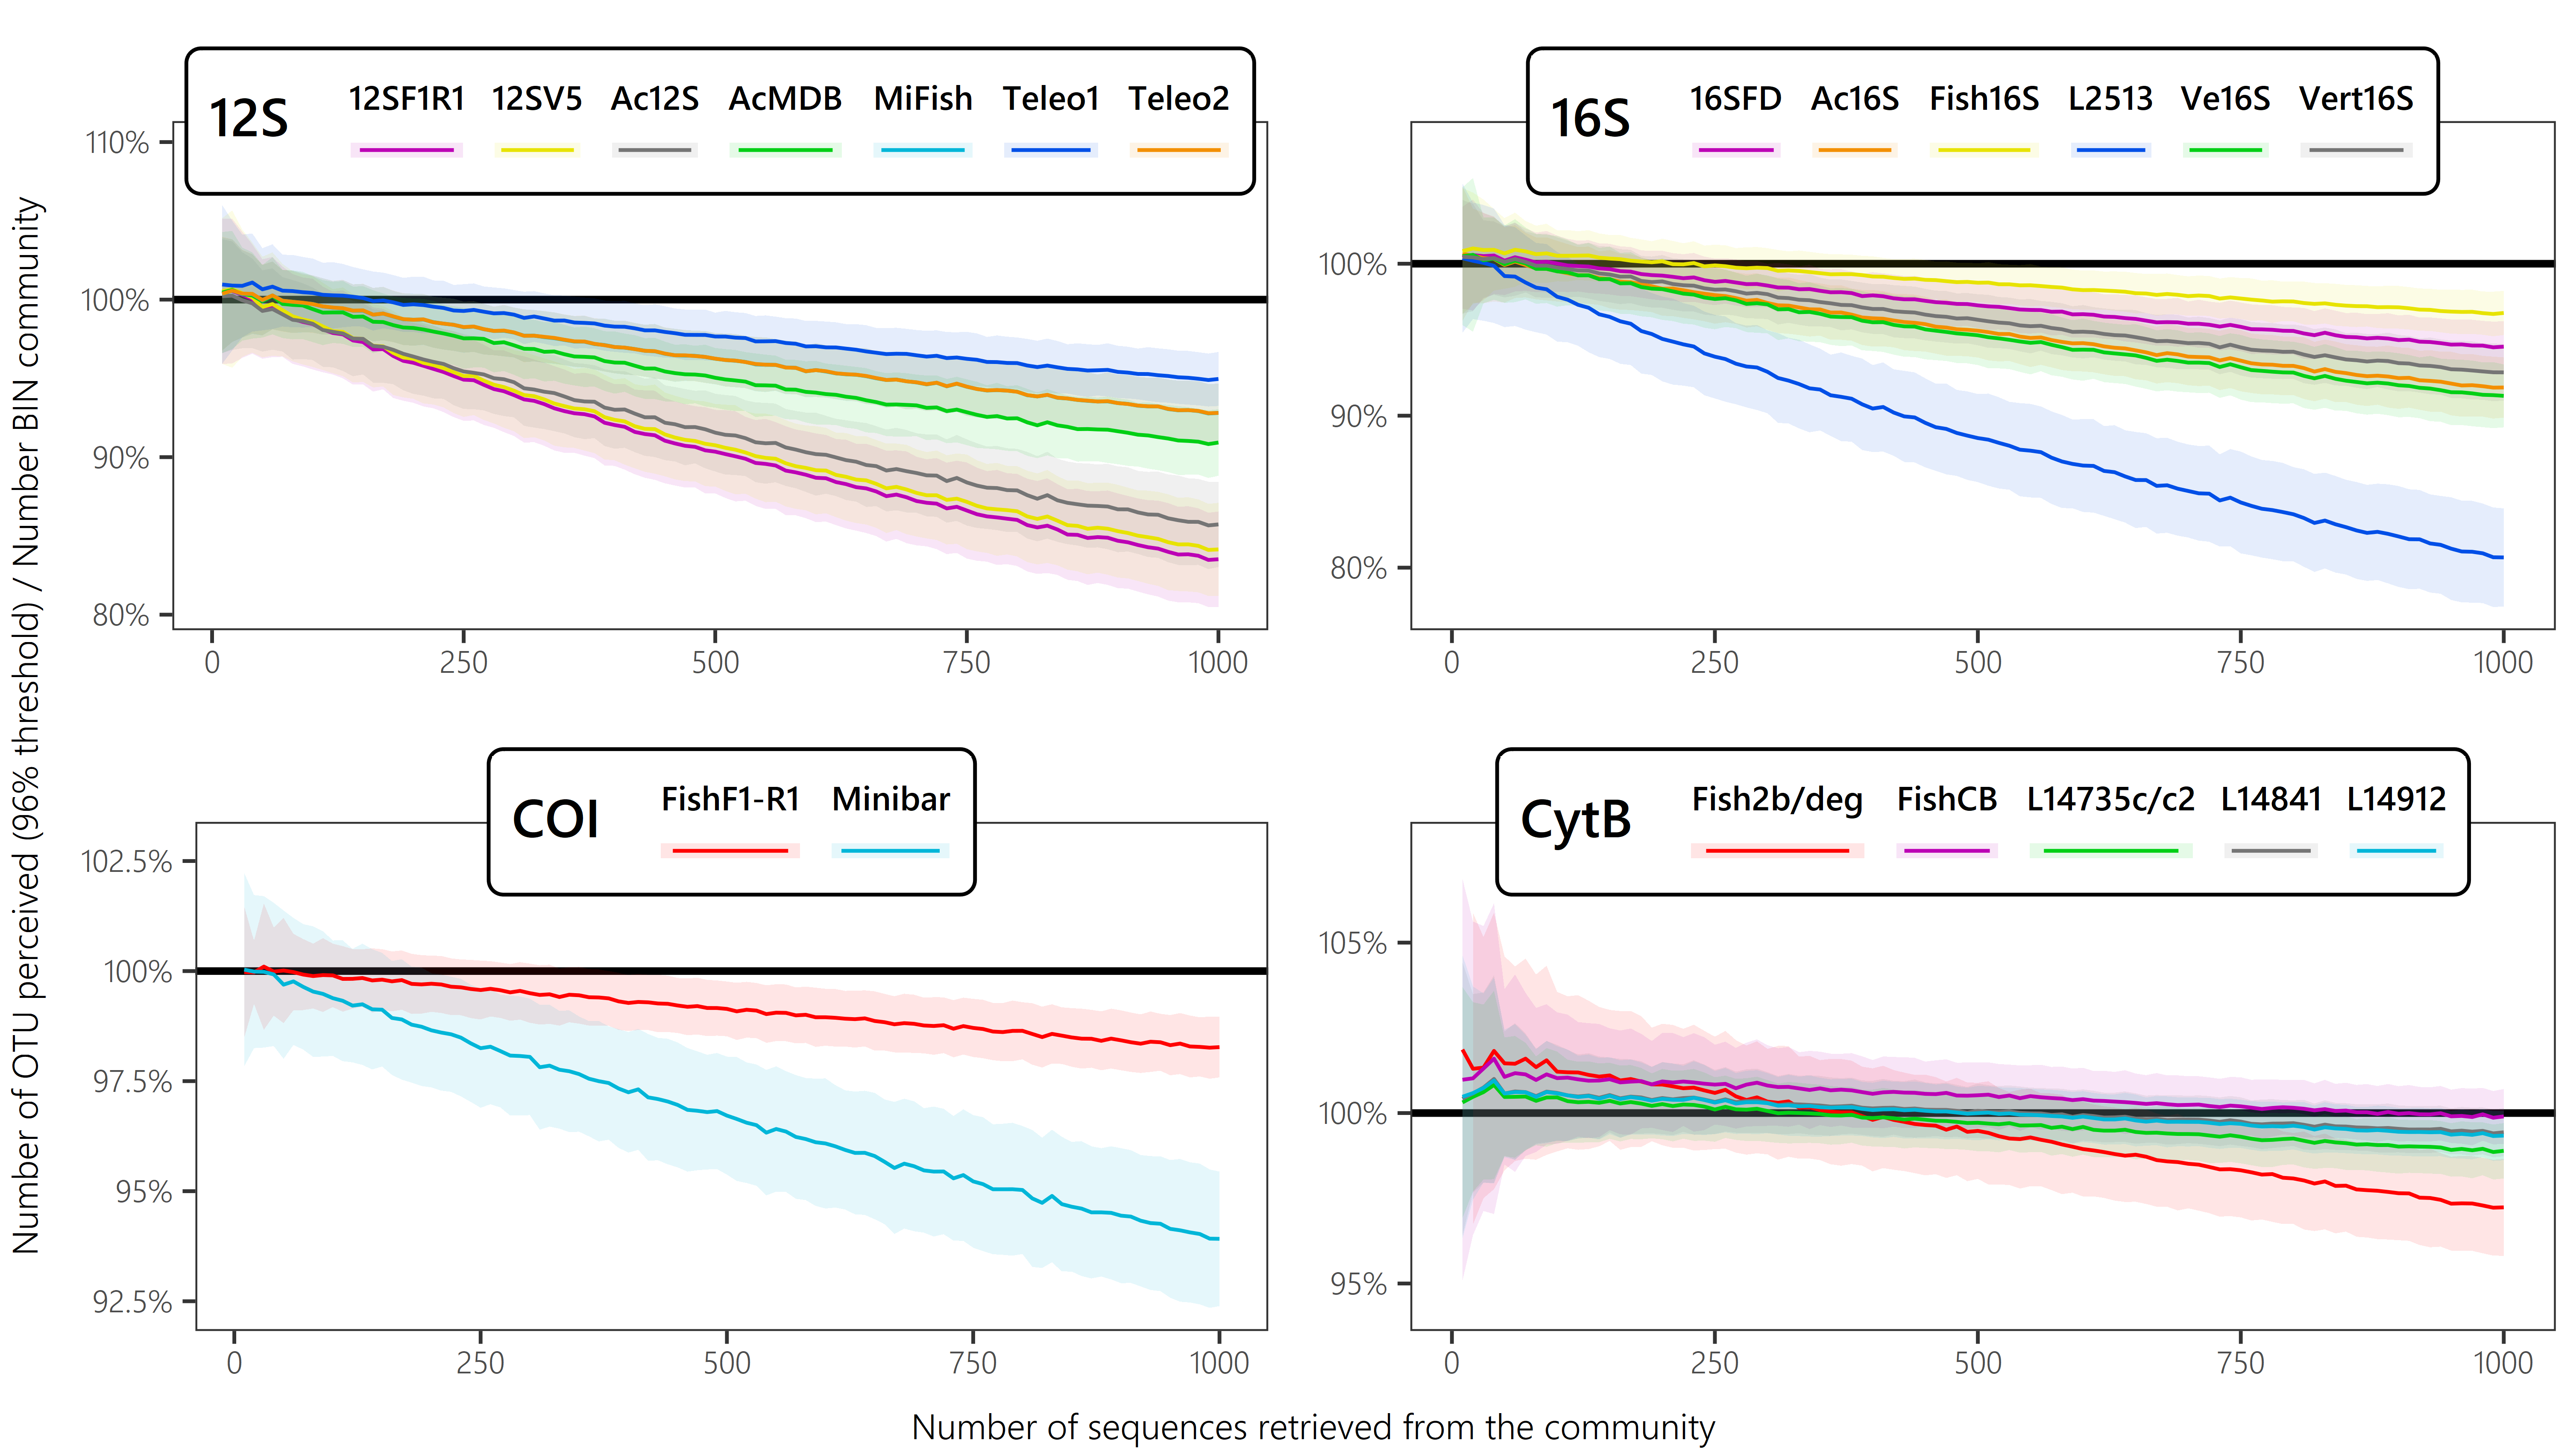 12S 12SF1R1 12SV5 Ac12S AcMDB MiFish Teleo1 Teleo2
110%
100%
90%
80%
0 250 500 750 1000
16S 16SFD Ac16S Fish16S L2513 Ve16S Vert16S
100%
90%
80%
0 250 500 750 1000
COI FishF1-R1 Minibar
102.5%
100%
97.5%
95%
92.5%
0 250 500 750 1000
CytB Fish2b/deg FishCB L14735c/c2 L14841 L14912
105%
100%
95%
0 250 500 750 1000
Number of OTU perceived (96% threshold) / Number BIN community
Number of sequences retrieved from the community